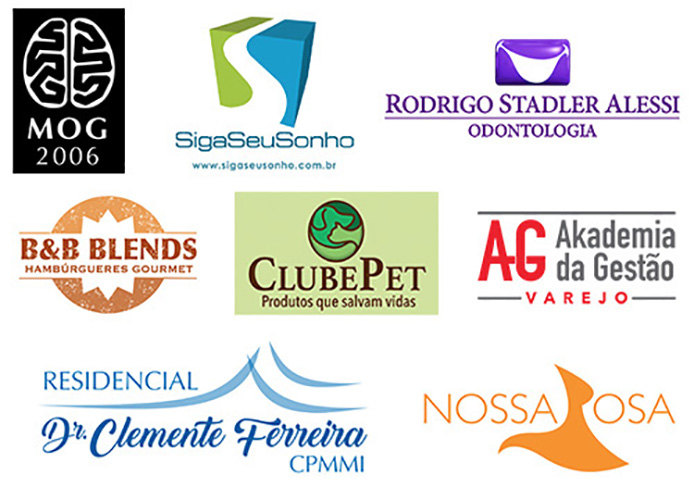 MOG
2006
SigaSeuSonho
www.sigaseusonho.com.br
RODRIGO STADLER ALESSI
ODONTOLOGIA
B&B BLENDS
HAMBÚRGUERES GOURMET
CLUBEPET
Produtos que salvam vidas
AG Akademia
da Gestão
VAREJO
RESIDENCIAL
Dr. Clemente Ferreira
CPMMI
NOSSA ROSA